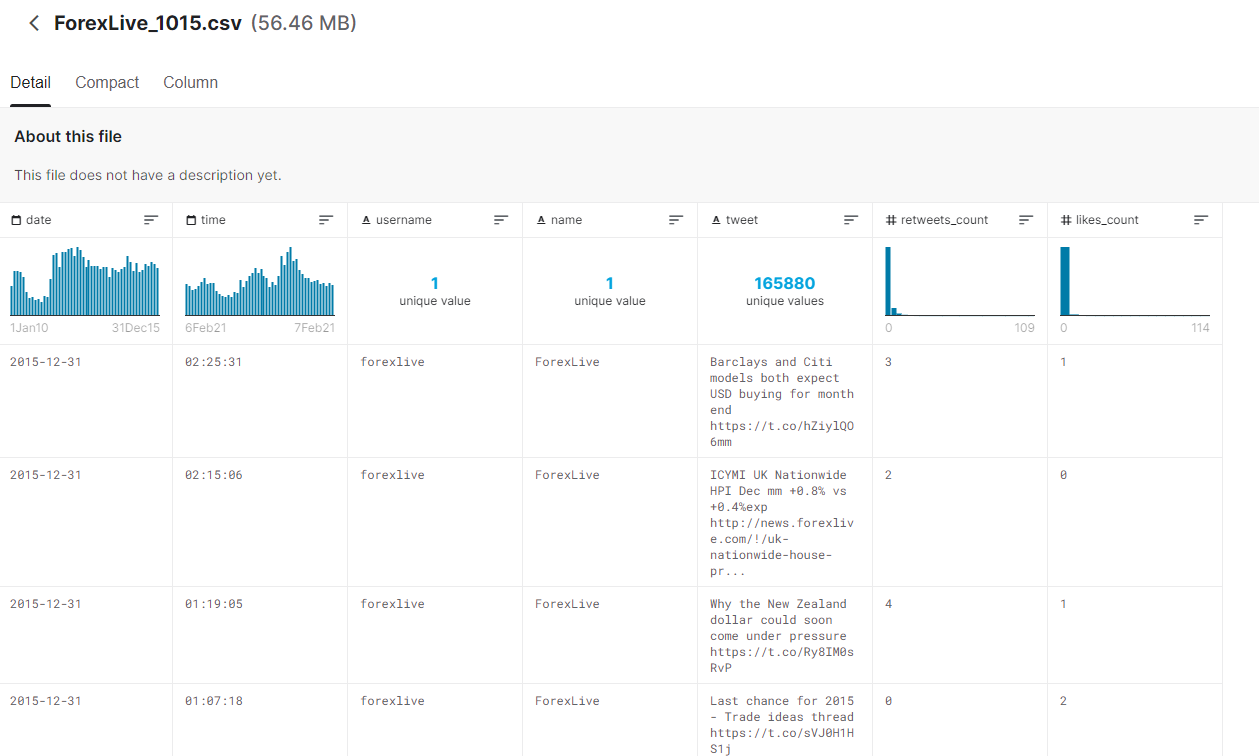 ForexLive_1015.csv (56.46 MB)
Detail Compact Column
About this file
This file does not have a description yet.
date time username name tweet retweets_count likes_count
1Jan10 31Dec15
6Feb21 7Feb21
1
unique value
1
unique value
165880
unique values
0 109
0 114
2015-12-31
02:25:31
forexlive
ForexLive
Barclays and Citi
models both expect
USD buying for month
end
https://t.co/hZiylQO
6mm
3
1
2015-12-31
02:15:06
forexlive
ForexLive
ICYMI UK Nationwide
HPI Dec mm +0.8% vs
+0.4%exp
http://news.forexliv
e.com/!/uk-
nationwide-house-
pr...
2
0
2015-12-31
01:19:05
forexlive
ForexLive
Why the New Zealand
dollar could soon
come under pressure
https://t.co/Ry8IM0s
RvP
4
1
2015-12-31
01:07:18
forexlive
ForexLive
Last chance for 2015
- Trade ideas thread
https://t.co/sVJ0H1H
S1j
0
2